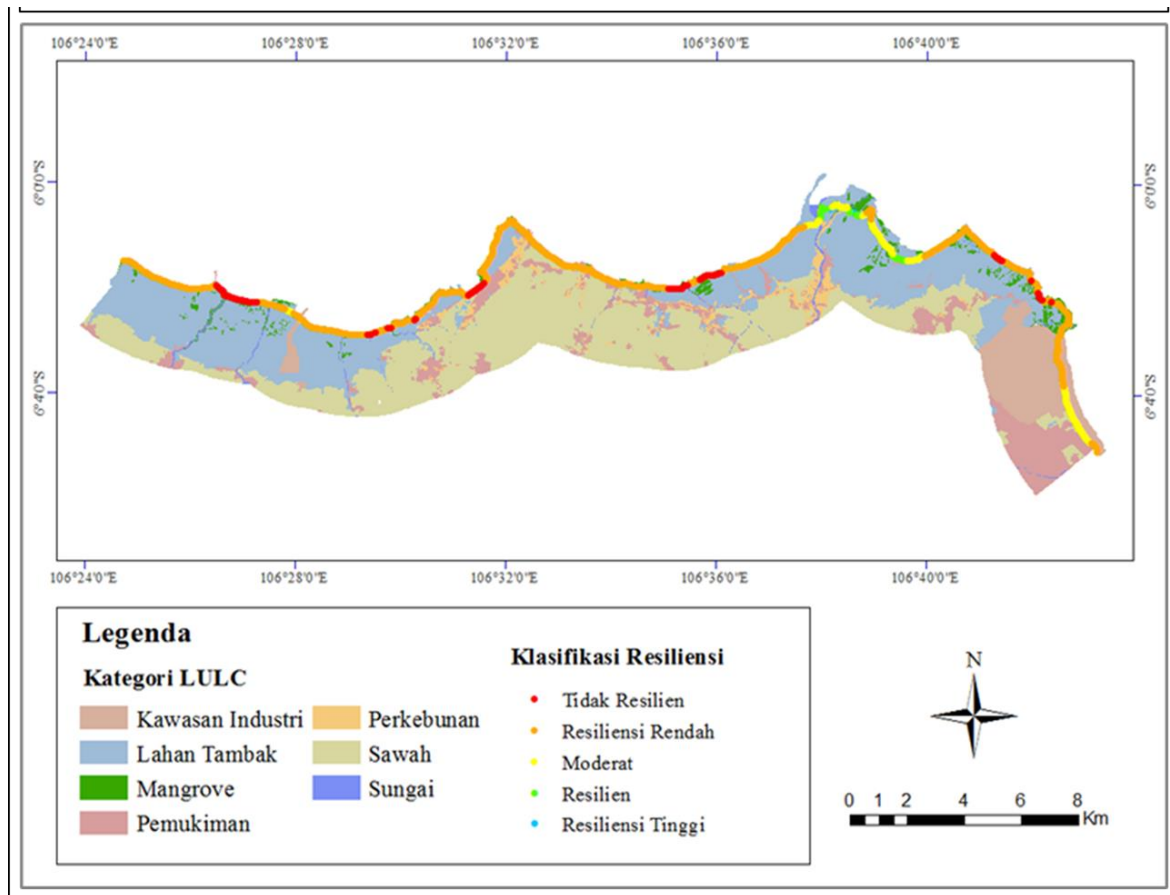 106°24'0"E 106°28'0"E 106°32'0"E 106°36'0"E 106°40'0"E
6°0'0"S 6°0'0"S
6°4'0"S 6°4'0"S
106°24'0"E 106°28'0"E 106°32'0"E 106°36'0"E 106°40'0"E
Legenda
Kategori LULC
Kawasan Industri
Lahan Tambak
Mangrove
Pemukiman
Perkebunan
Sawah
Sungai
Klasifikasi Resiliensi
Tidak Resilien
Resiliensi Rendah
Moderat
Resilien
Resiliensi Tinggi
N
0 1 2 4 6 8
Km